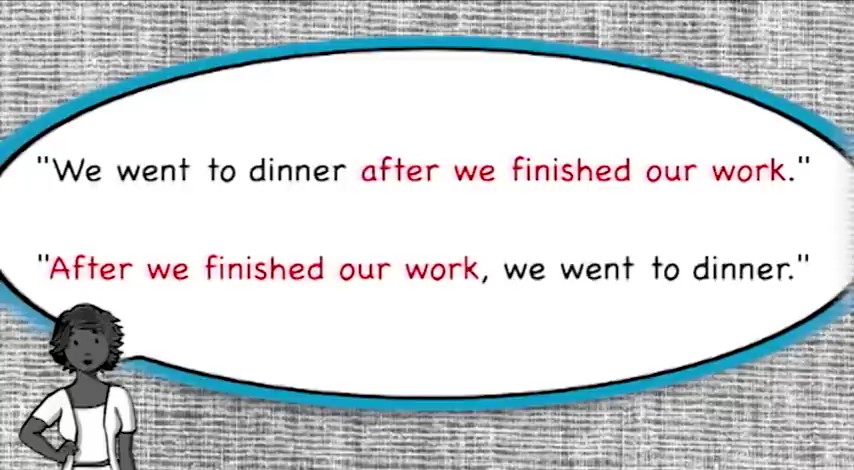 "We went to dinner after we finished our work."
"After we finished our work, we went to dinner."